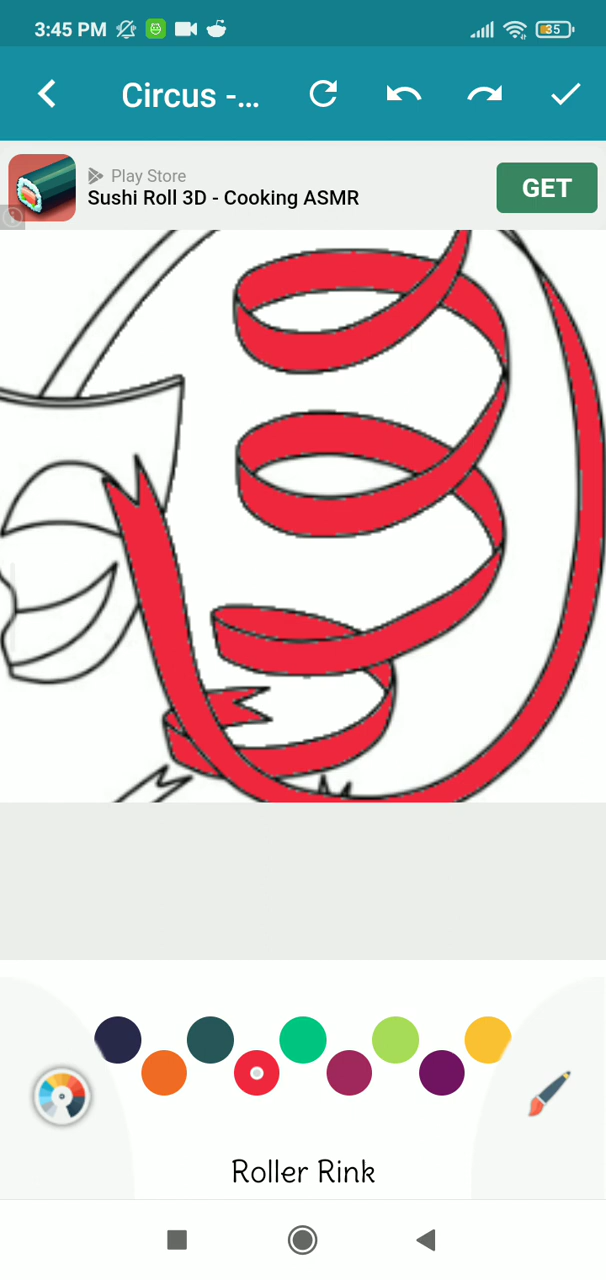 3:45 PM
35
Circus -...
Play Store
Sushi Roll 3D - Cooking ASMR
GET
Roller Rink